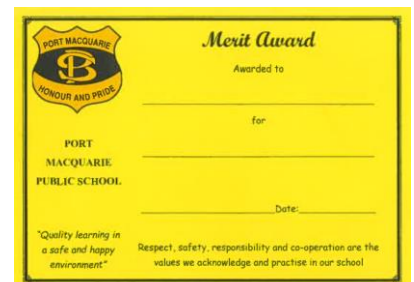 PORT MACQUARIE
PS
HONOUR AND PRIDE
PORT
MACQUARIE
PUBLIC SCHOOL
"Quality learning in
a safe and happy
environment"
Merit Award
Awarded to
for
Date:
Respect, safety, responsibility and co-operation are the
values we acknowledge and practise in our school